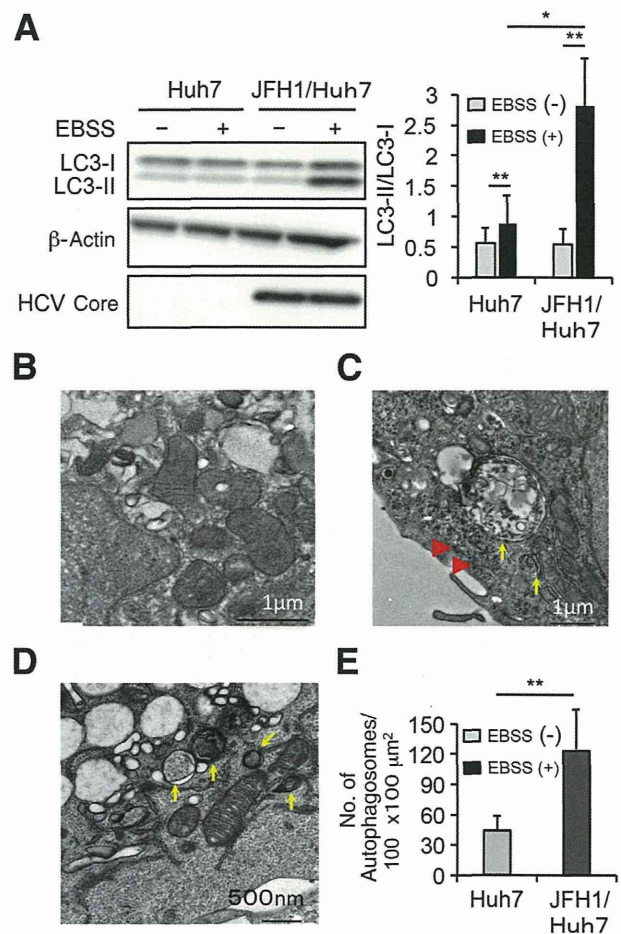 A
Huh7 JFH1/Huh7
EBSS − + − +
LC3-I
LC3-II
β-Actin
HCV Core
* 
**
**
EBSS (-)
EBSS (+)
LC3-II/LC3-I
3
2.5
2
1.5
1
0.5
0
Huh7 JFH1/
Huh7
B
1μm
C
1μm
D
500nm
E
**
EBSS (-)
EBSS (+)
No. of
Autophagosomes/
100 x100 μm²
150
120
90
60
30
0
Huh7 JFH1/
Huh7